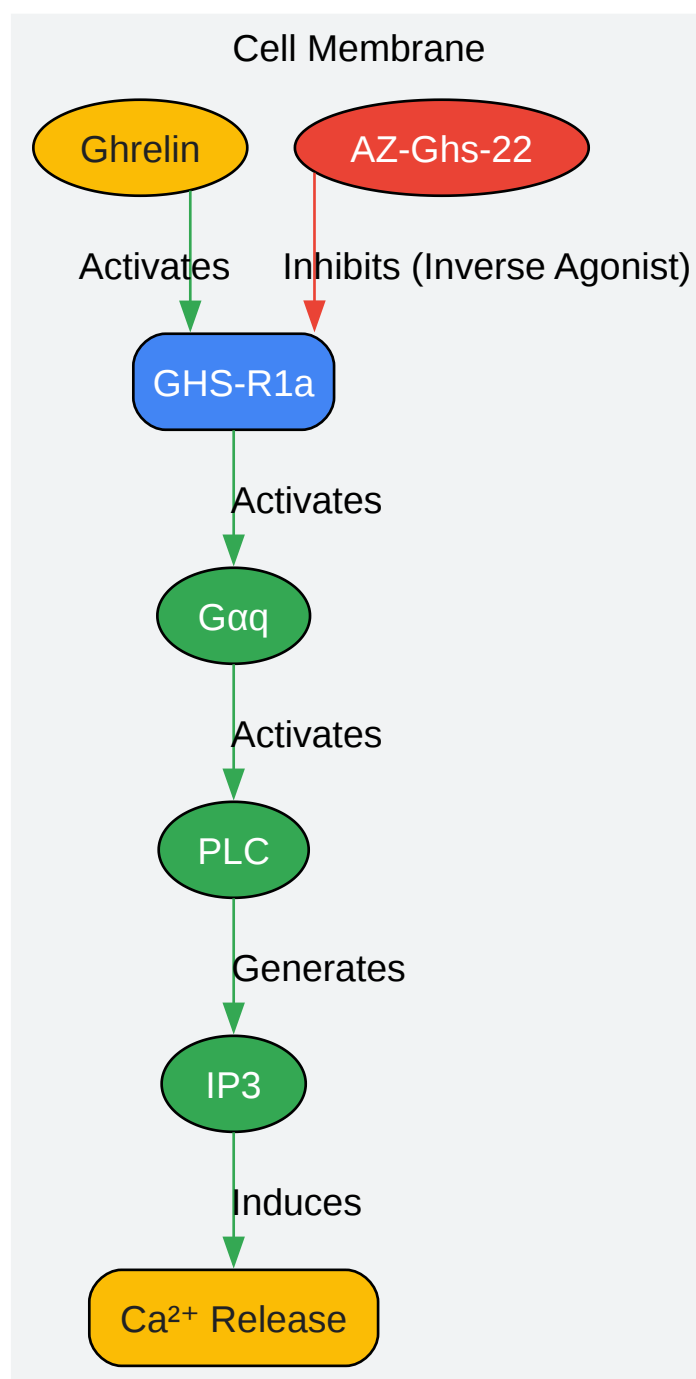 Cell Membrane
Ghrelin
AZ-Ghs-22
Activates
Inhibits (Inverse Agonist)
GHS-R1a
Activates
Gαq
Activates
PLC
Generates
IP3
Induces
Ca²⁺ Release